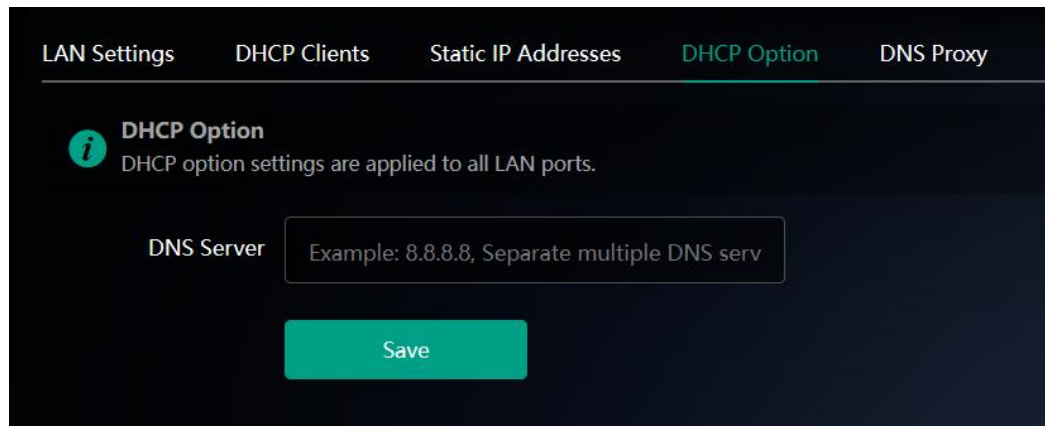 LAN Settings DHCP Clients Static IP Addresses DHCP Option DNS Proxy
DHCP Option
DHCP option settings are applied to all LAN ports.
DNS Server Example: 8.8.8.8, Separate multiple DNS serv
Save